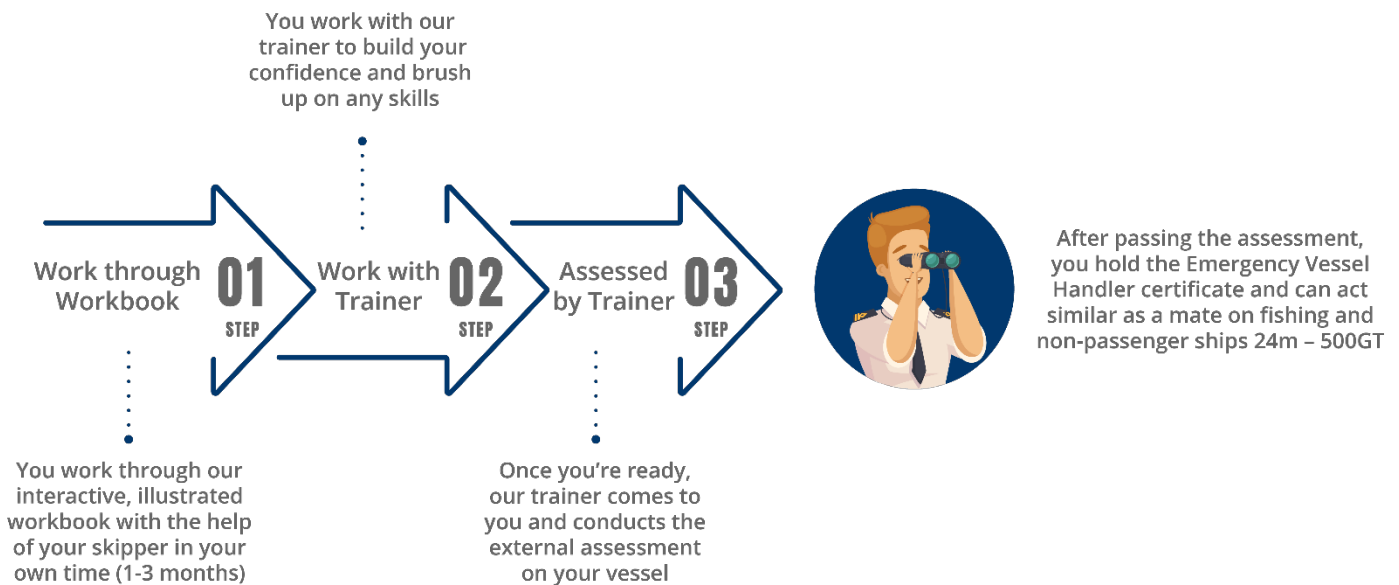 You work with our
trainer to build your
confidence and brush
up on any skills
Work through
Workbook
01
STEP
Work with
Trainer
02
STEP
Assessed
by Trainer
03
STEP
After passing the assessment,
you hold the Emergency Vessel
Handler certificate and can act
similar as a mate on fishing and
non-passenger ships 24m – 500GT
You work through our
interactive, illustrated
workbook with the help
of your skipper in your
own time (1-3 months)
Once you’re ready,
our trainer comes to
you and conducts the
external assessment
on your vessel